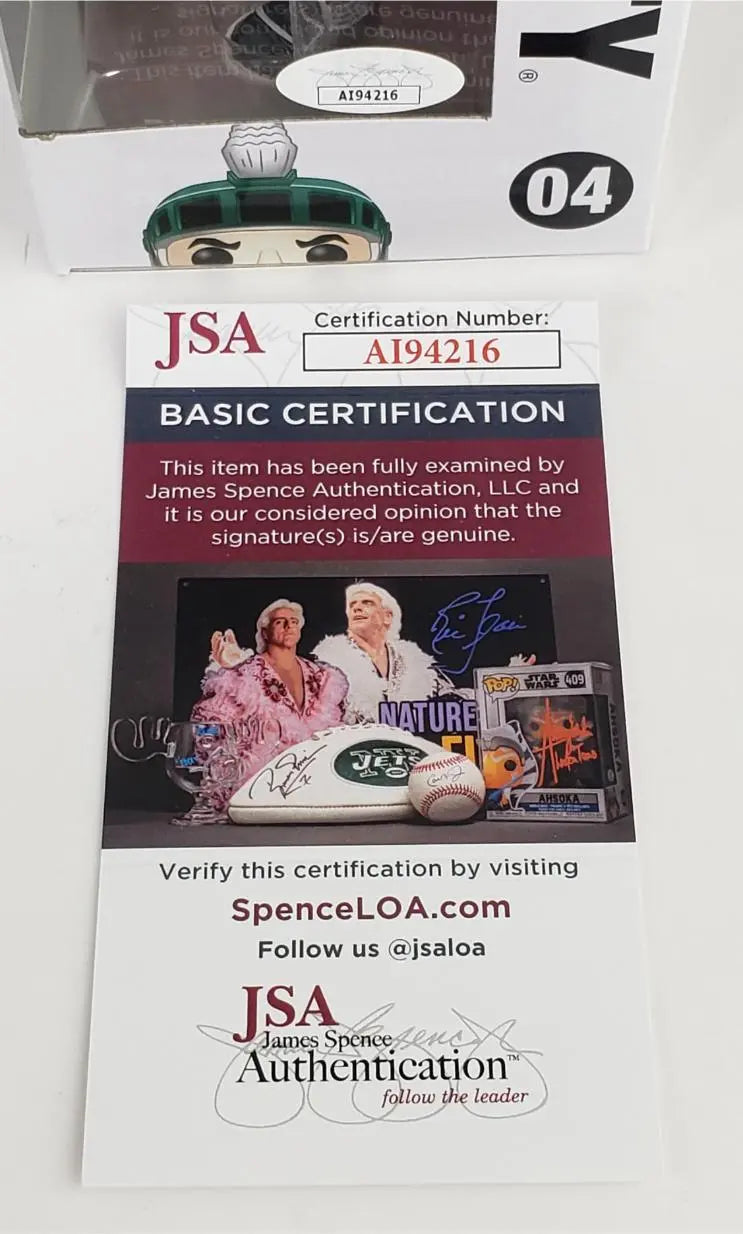 Y
®
AI94216
04
JSA
Certification Number:
AI94216
BASIC CERTIFICATION
This item has been fully examined by
James Spence Authentication, LLC and
it is our considered opinion that the
signature(s) is/are genuine.
NATURE
JETS
POP!
STAR
WARS
409
AHSOKA
Verify this certification by visiting
SpenceLOA.com
Follow us @jsaloa
JSA
James Spence
Authentication™
follow the leader